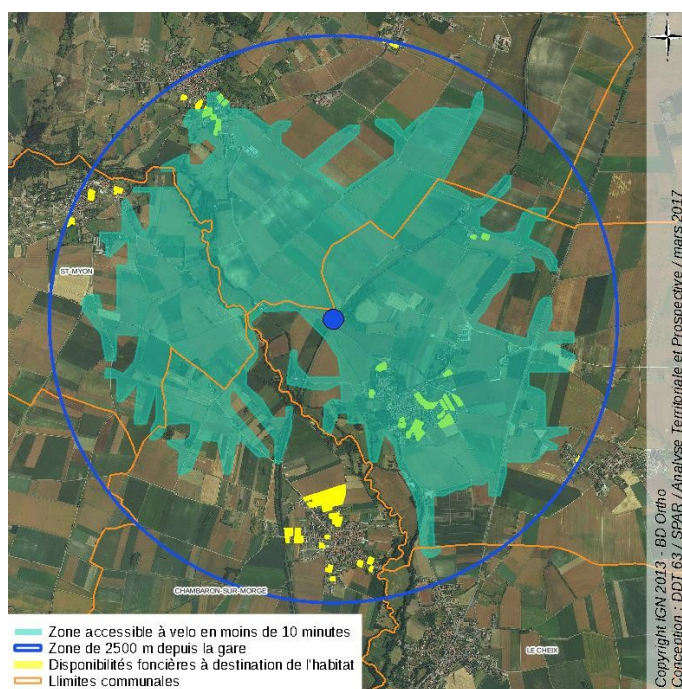 ST-MYON
CHAMBARON-SUR-MORGE
LE CHEIX
Zone accessible à velo en moins de 10 minutes
Zone de 2500 m depuis la gare
Disponibilités foncières à destination de l'habitat
Llimites communales
Copyright IGN 2013 - BD Ortho
Conception : DDT 63 / SPAR / Analyse Territoriale et Prospective / mars 2017